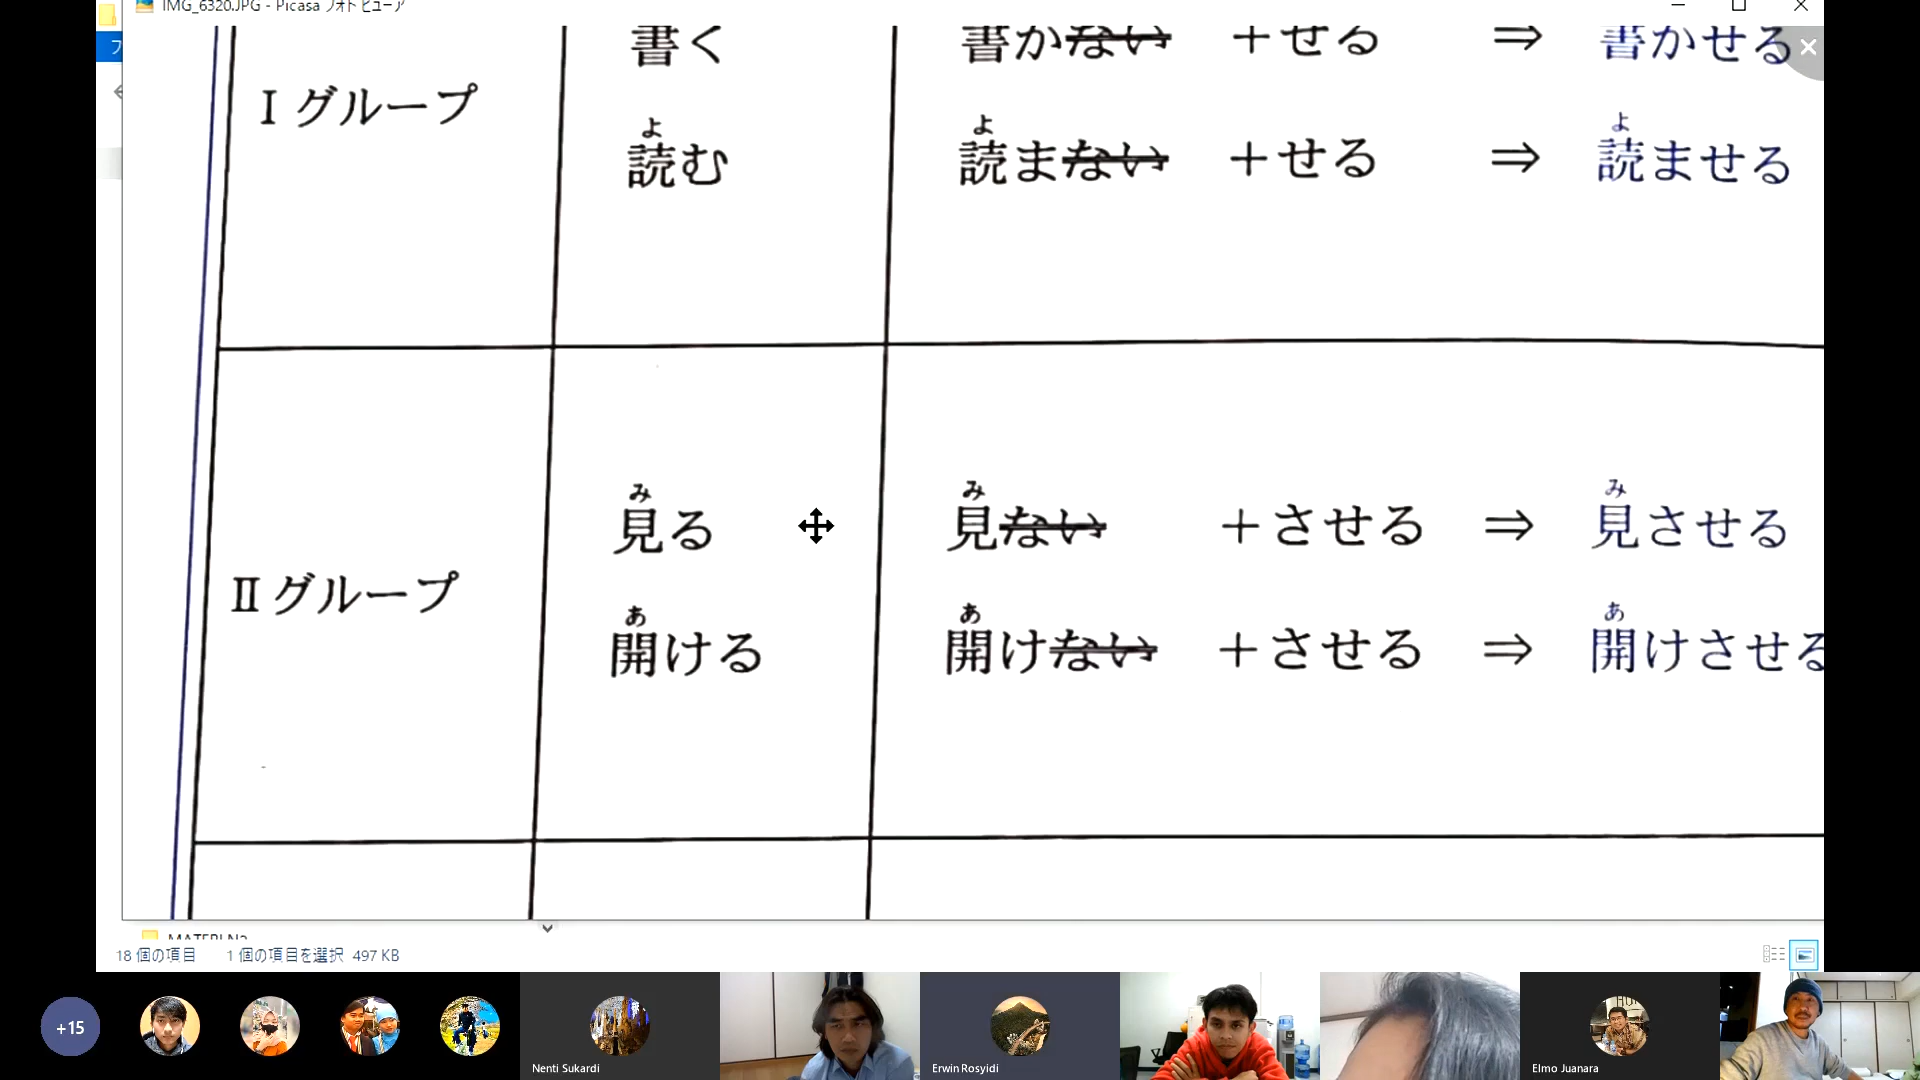 IMG_6320.JPG - Picasa フォト ビューア
書く 書かない +せる ⇒ 書かせる
Ⅰグループ
よ よ よ
読む 読まない +せる ⇒ 読ませる
み み み
見る 見ない +させる ⇒ 見させる
Ⅱグループ
あ あ あ
開ける 開けない +させる ⇒ 開けさせる
18 個の項目 1 個の項目を選択 497 KB
+15
Nenti Sukardi
Erwin Rosyidi
Elmo Juanara